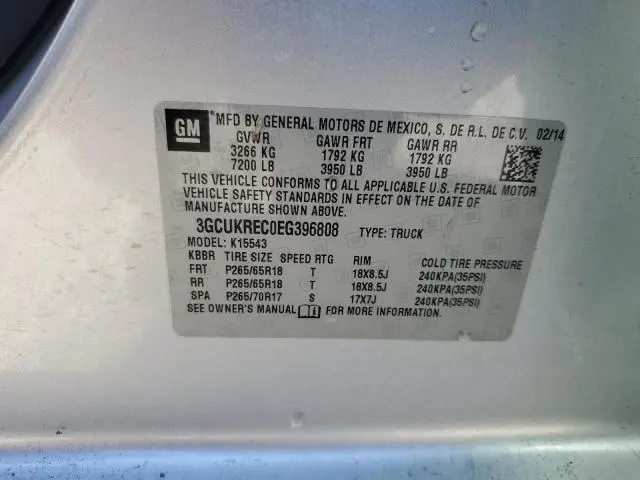 GM
*MFD BY GENERAL MOTORS DE MEXICO, S. DE R.L. DE C.V. 02/14
GVWR GAWR FRT GAWR RR
3266 KG 1792 KG 1792 KG
7200 LB 3950 LB 3950 LB
THIS VEHICLE CONFORMS TO ALL APPLICABLE U.S. FEDERAL MOTOR
VEHICLE SAFETY STANDARDS IN EFFECT ON THE DATE OF
MANUFACTURE SHOWN ABOVE.
3GCUKREC0EG396808 TYPE: TRUCK
MODEL: K15543
KBBR TIRE SIZE SPEED RTG RIM COLD TIRE PRESSURE
FRT P265/65R18 T 18X8.5J 240KPA(35PSI)
RR P265/65R18 T 18X8.5J 240KPA(35PSI)
SPA P265/70R17 S 17X7J 240KPA(35PSI)
SEE OWNER'S MANUAL FOR MORE INFORMATION.